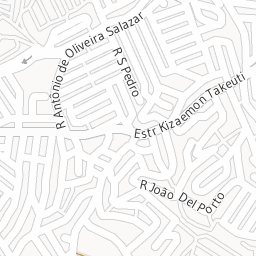 R Antônio de Oliveira Salazar
R S Pedro
Estr Kizaemon Takeuti
R João Del Porto